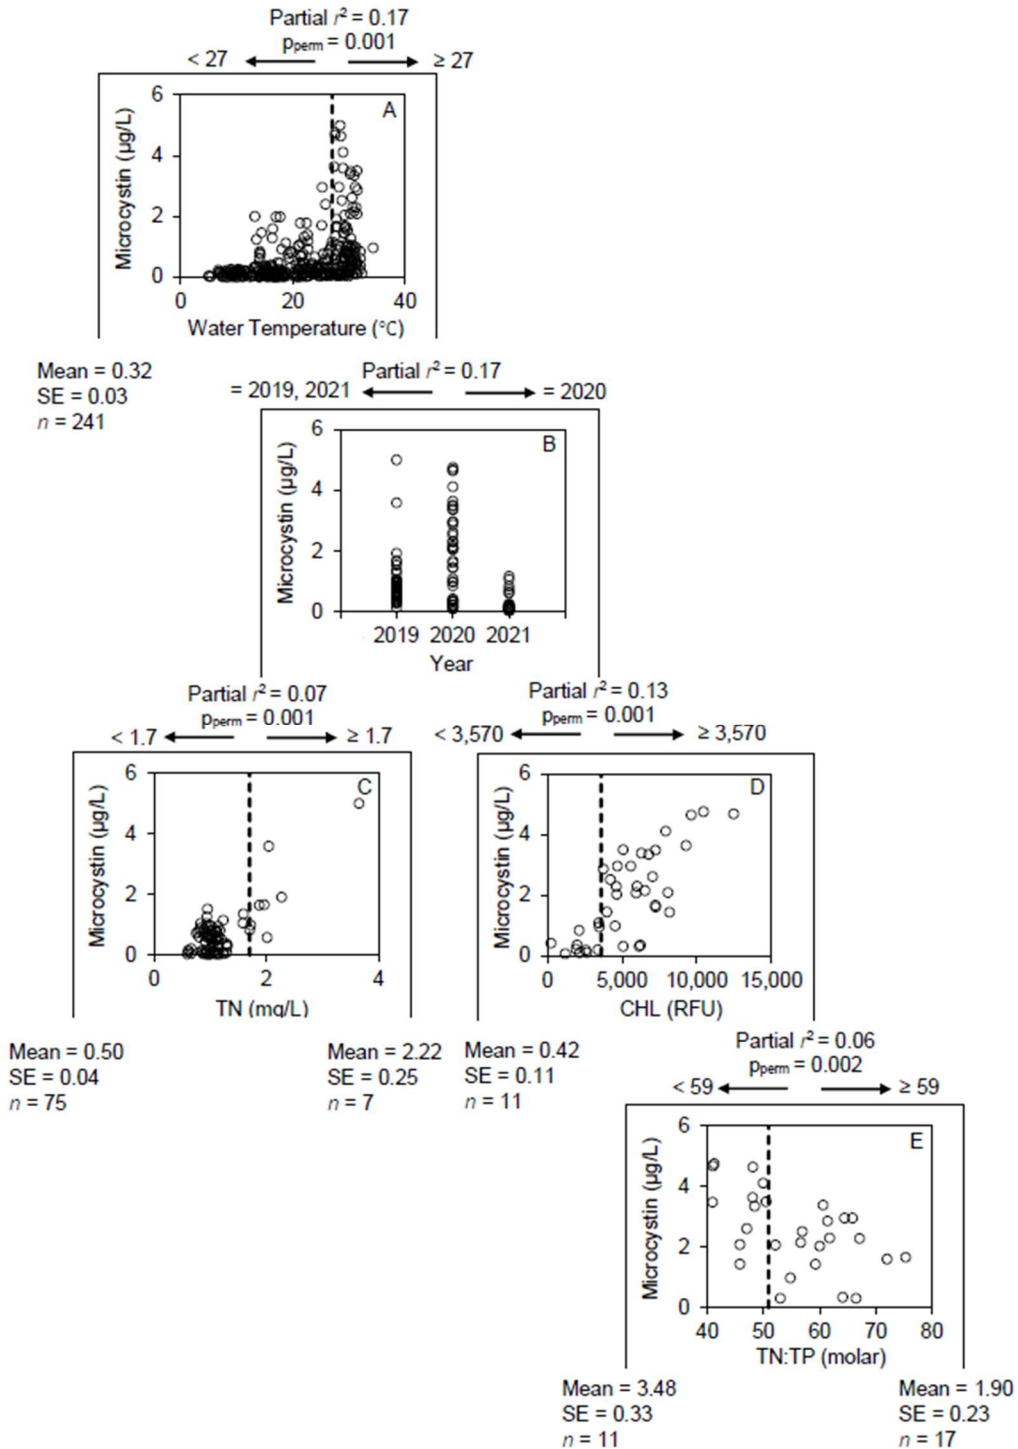 Partial r² = 0.17
pperm = 0.001
< 27
≥ 27
A
Microcystin (µg/L)
6
4
2
0
0 20 40
Water Temperature (°C)
Mean = 0.32
SE = 0.03
n = 241
Partial r² = 0.17
= 2019, 2021
= 2020
B
Microcystin (µg/L)
6
4
2
0
2019 2020 2021
Year
Partial r² = 0.07
pperm = 0.001
< 1.7
≥ 1.7
C
Microcystin (µg/L)
6
4
2
0
0 2 4
TN (mg/L)
Mean = 0.50
SE = 0.04
n = 75
Mean = 2.22
SE = 0.25
n = 7
Partial r² = 0.13
pperm = 0.001
< 3,570
≥ 3,570
D
Microcystin (µg/L)
6
4
2
0
0 5,000 10,000 15,000
CHL (RFU)
Mean = 0.42
SE = 0.11
n = 11
Partial r² = 0.06
pperm = 0.002
< 59
≥ 59
E
Microcystin (µg/L)
6
4
2
0
40 50 60 70 80
TN:TP (molar)
Mean = 3.48
SE = 0.33
n = 11
Mean = 1.90
SE = 0.23
n = 17